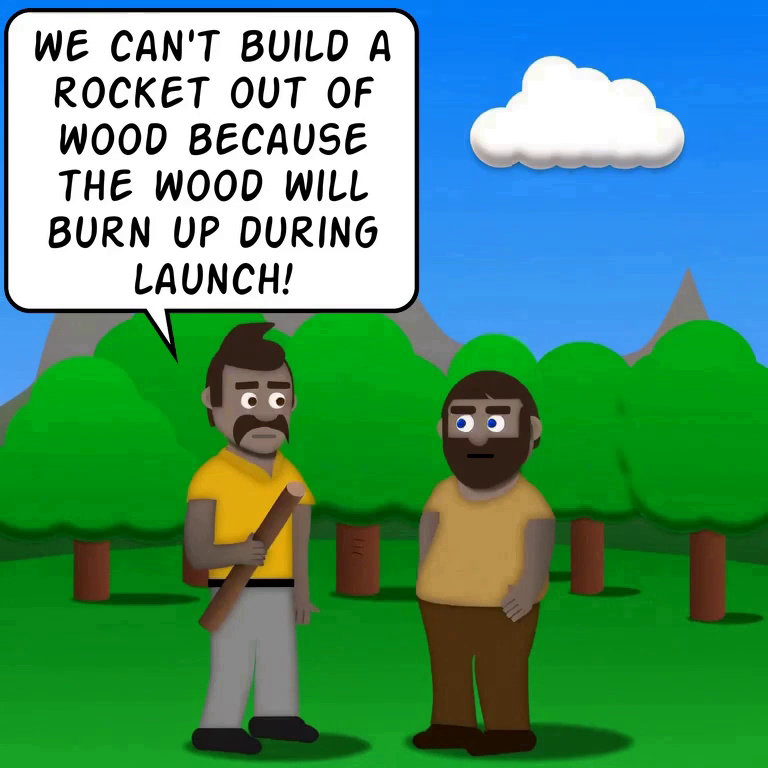 WE CAN'T BUILD A
ROCKET OUT OF
WOOD BECAUSE
THE WOOD WILL
BURN UP DURING
LAUNCH!